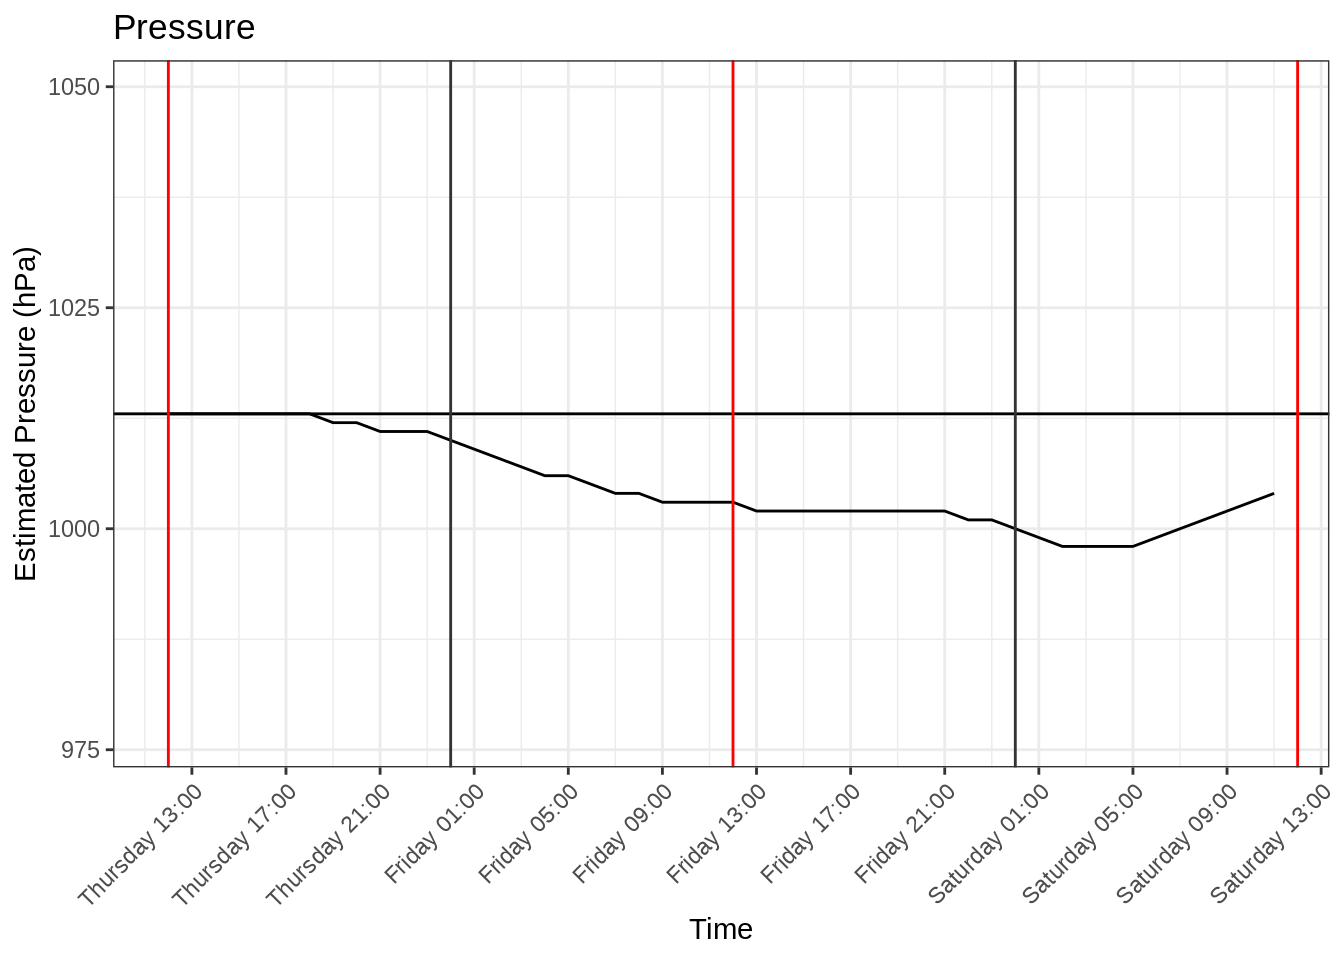 Pressure
Estimated Pressure (hPa)
1050
1025
1000
975
Thursday 13:00
Thursday 17:00
Thursday 21:00
Friday 01:00
Friday 05:00
Friday 09:00
Friday 13:00
Friday 17:00
Friday 21:00
Saturday 01:00
Saturday 05:00
Saturday 09:00
Saturday 13:00
Time